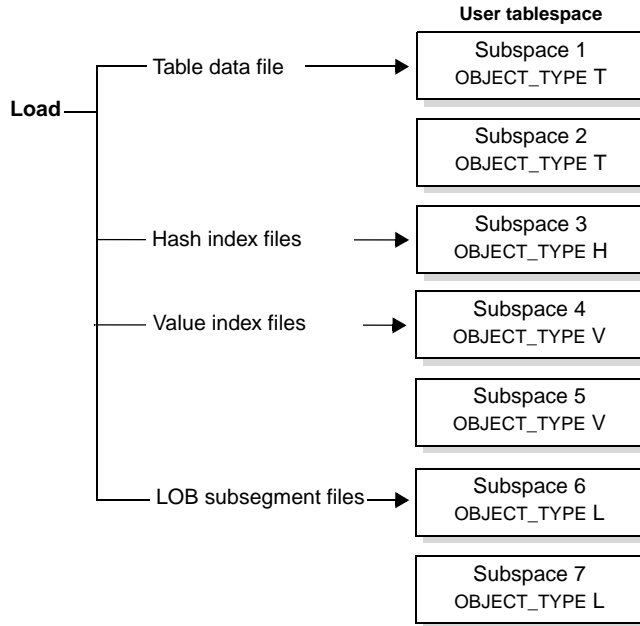 User tablespace
Subspace 1
OBJECT_TYPE T
Table data file
Load
Subspace 2
OBJECT_TYPE T
Subspace 3
OBJECT_TYPE H
Hash index files
Subspace 4
OBJECT_TYPE V
Value index files
Subspace 5
OBJECT_TYPE V
Subspace 6
OBJECT_TYPE L
LOB subsegment files
Subspace 7
OBJECT_TYPE L